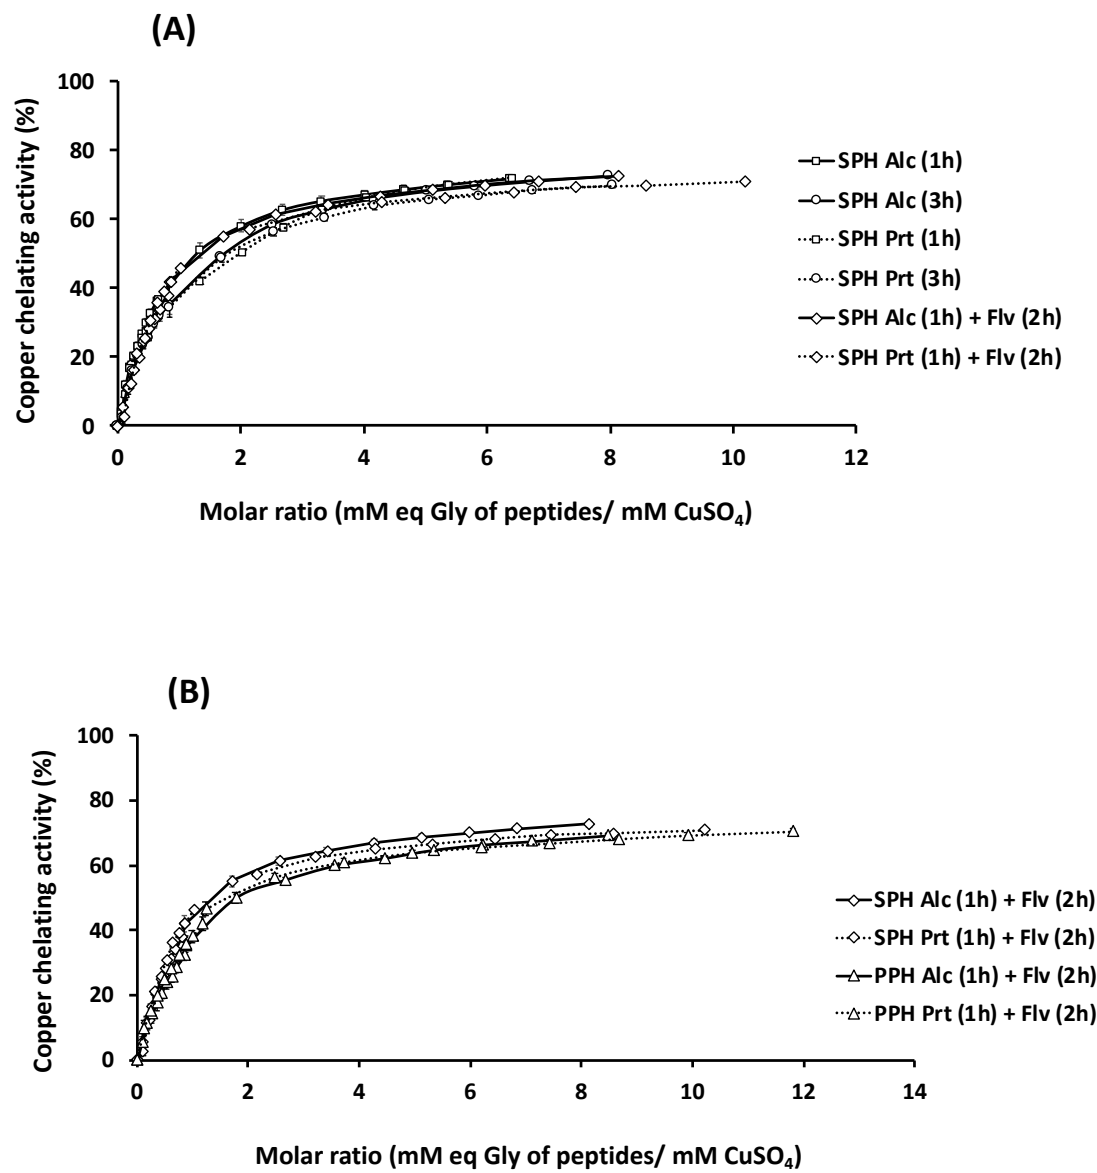 (A)
Copper chelating activity (%)
100
80
60
40
20
0
0 2 4 6 8 10 12
Molar ratio (mM eq Gly of peptides/ mM CuSO₄)
SPH Alc (1h)
SPH Alc (3h)
SPH Prt (1h)
SPH Prt (3h)
SPH Alc (1h) + Flv (2h)
SPH Prt (1h) + Flv (2h)
(B)
Copper chelating activity (%)
100
80
60
40
20
0
0 2 4 6 8 10 12 14
Molar ratio (mM eq Gly of peptides/ mM CuSO₄)
SPH Alc (1h) + Flv (2h)
SPH Prt (1h) + Flv (2h)
PPH Alc (1h) + Flv (2h)
PPH Prt (1h) + Flv (2h)